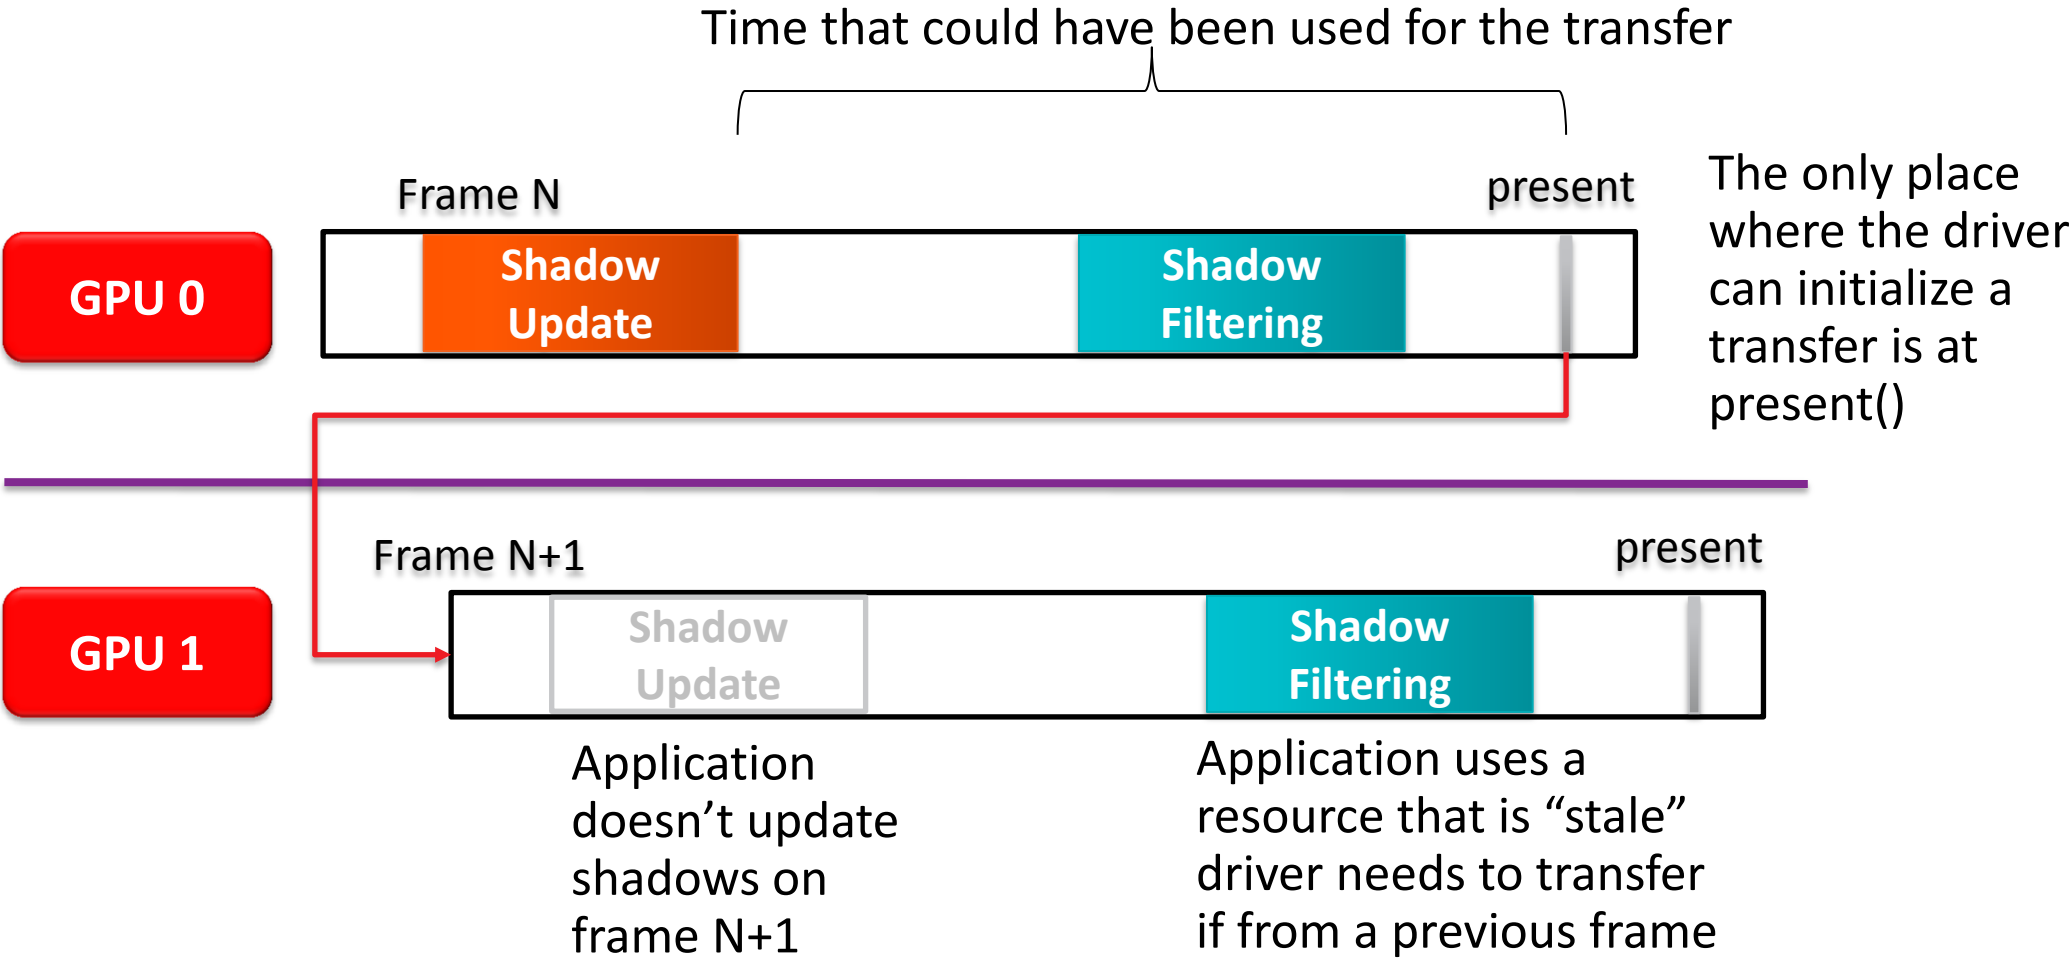 Time that could have been used for the transfer
Frame N
present
GPU 0
Shadow
Update
Shadow
Filtering
The only place
where the driver
can initialize a
transfer is at
present()
Frame N+1
present
GPU 1
Shadow
Update
Shadow
Filtering
Application
doesn’t update
shadows on
frame N+1
Application uses a
resource that is “stale”
driver needs to transfer
if from a previous frame